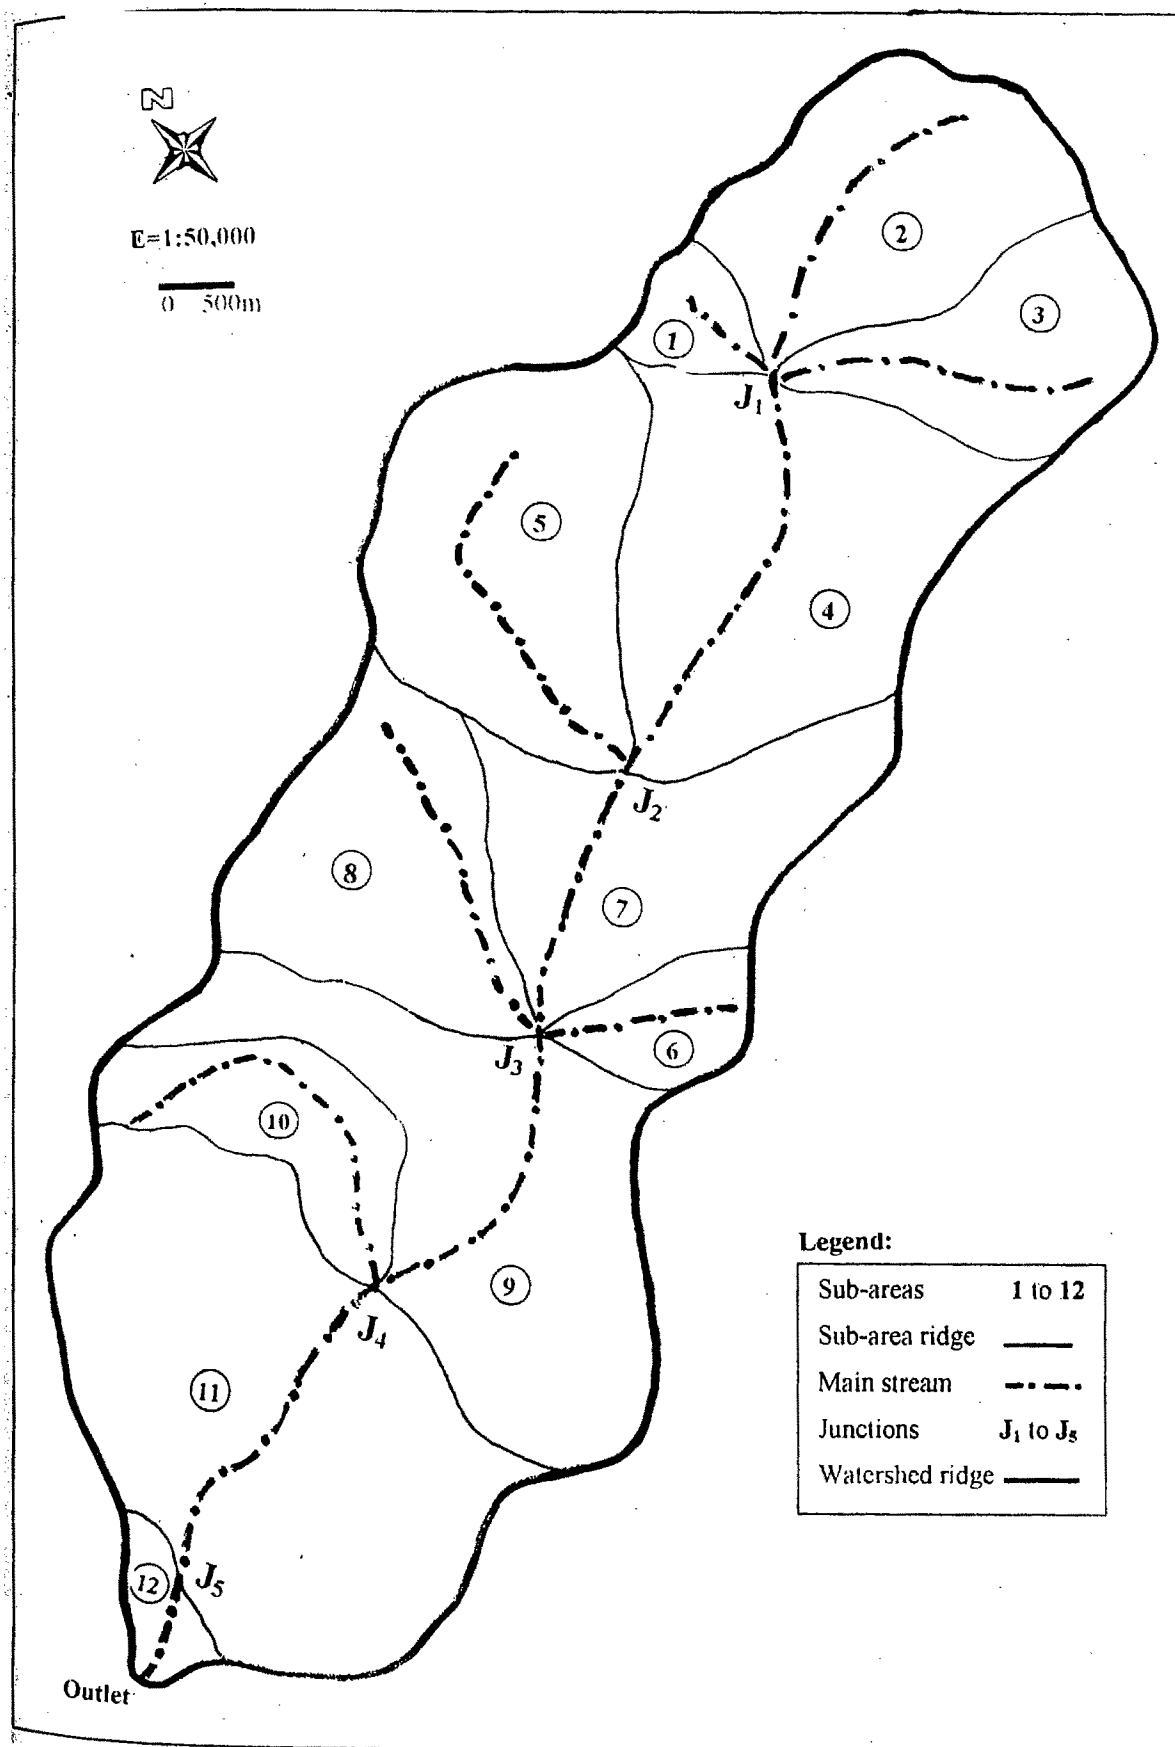 N
E=1:50,000
0 500m
2
3
1
J₁
5
4
J₂
8
7
6
J₃
10
9
J₄
11
12
J₅
Outlet
Legend:
Sub-areas 1 to 12
Sub-area ridge
Main stream
Junctions J₁ to J₅
Watershed ridge